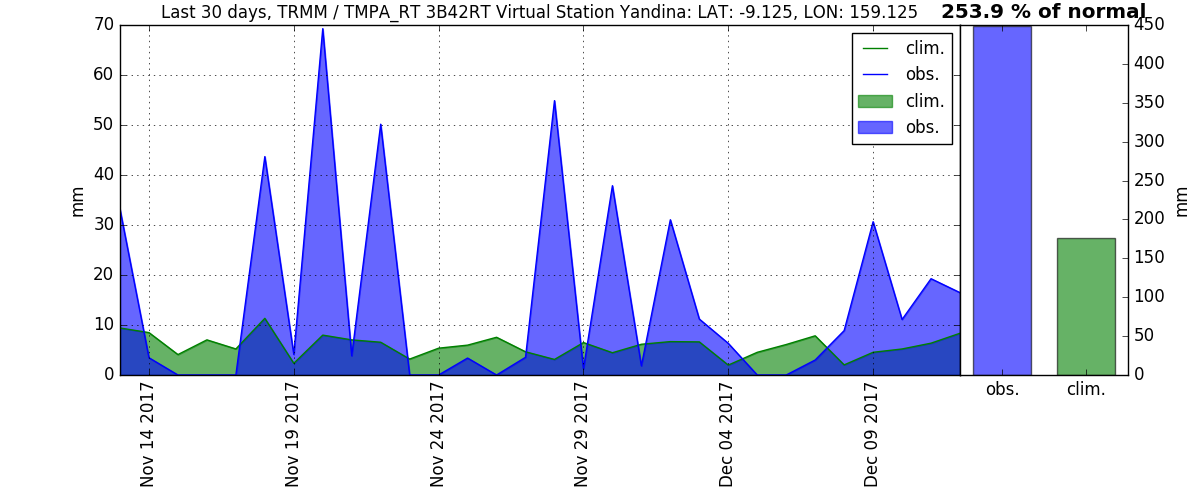 Last 30 days, TRMM / TMPA_RT 3B42RT Virtual Station Yandina: LAT: -9.125, LON: 159.125
253.9 % of normal
70
60
50
40
30
20
10
0
mm
clim.
obs.
clim.
obs.
Nov 14 2017
Nov 19 2017
Nov 24 2017
Nov 29 2017
Dec 04 2017
Dec 09 2017
450
400
350
300
250
200
150
100
50
0
mm
obs.
clim.